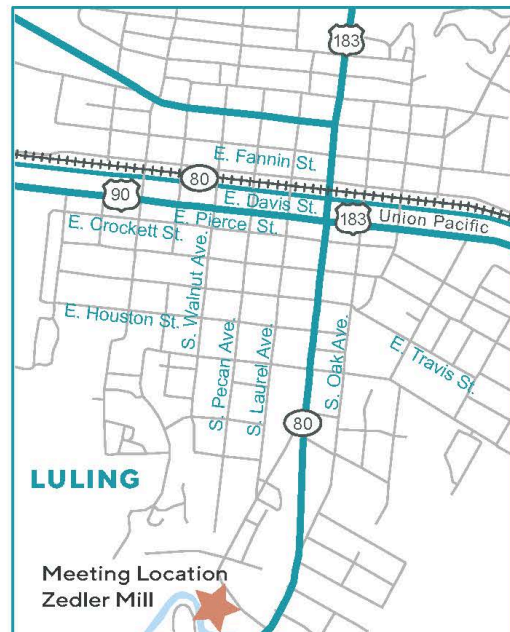 183
E. Fannin St.
80
90
E. Davis St.
183
Union Pacific
E. Pierce St.
E. Crockett St.
S. Walnut Ave.
E. Houston St.
S. Pecan Ave.
S. Laurel Ave.
S. Oak Ave.
E. Travis St.
80
LULING
Meeting Location
Zedler Mill